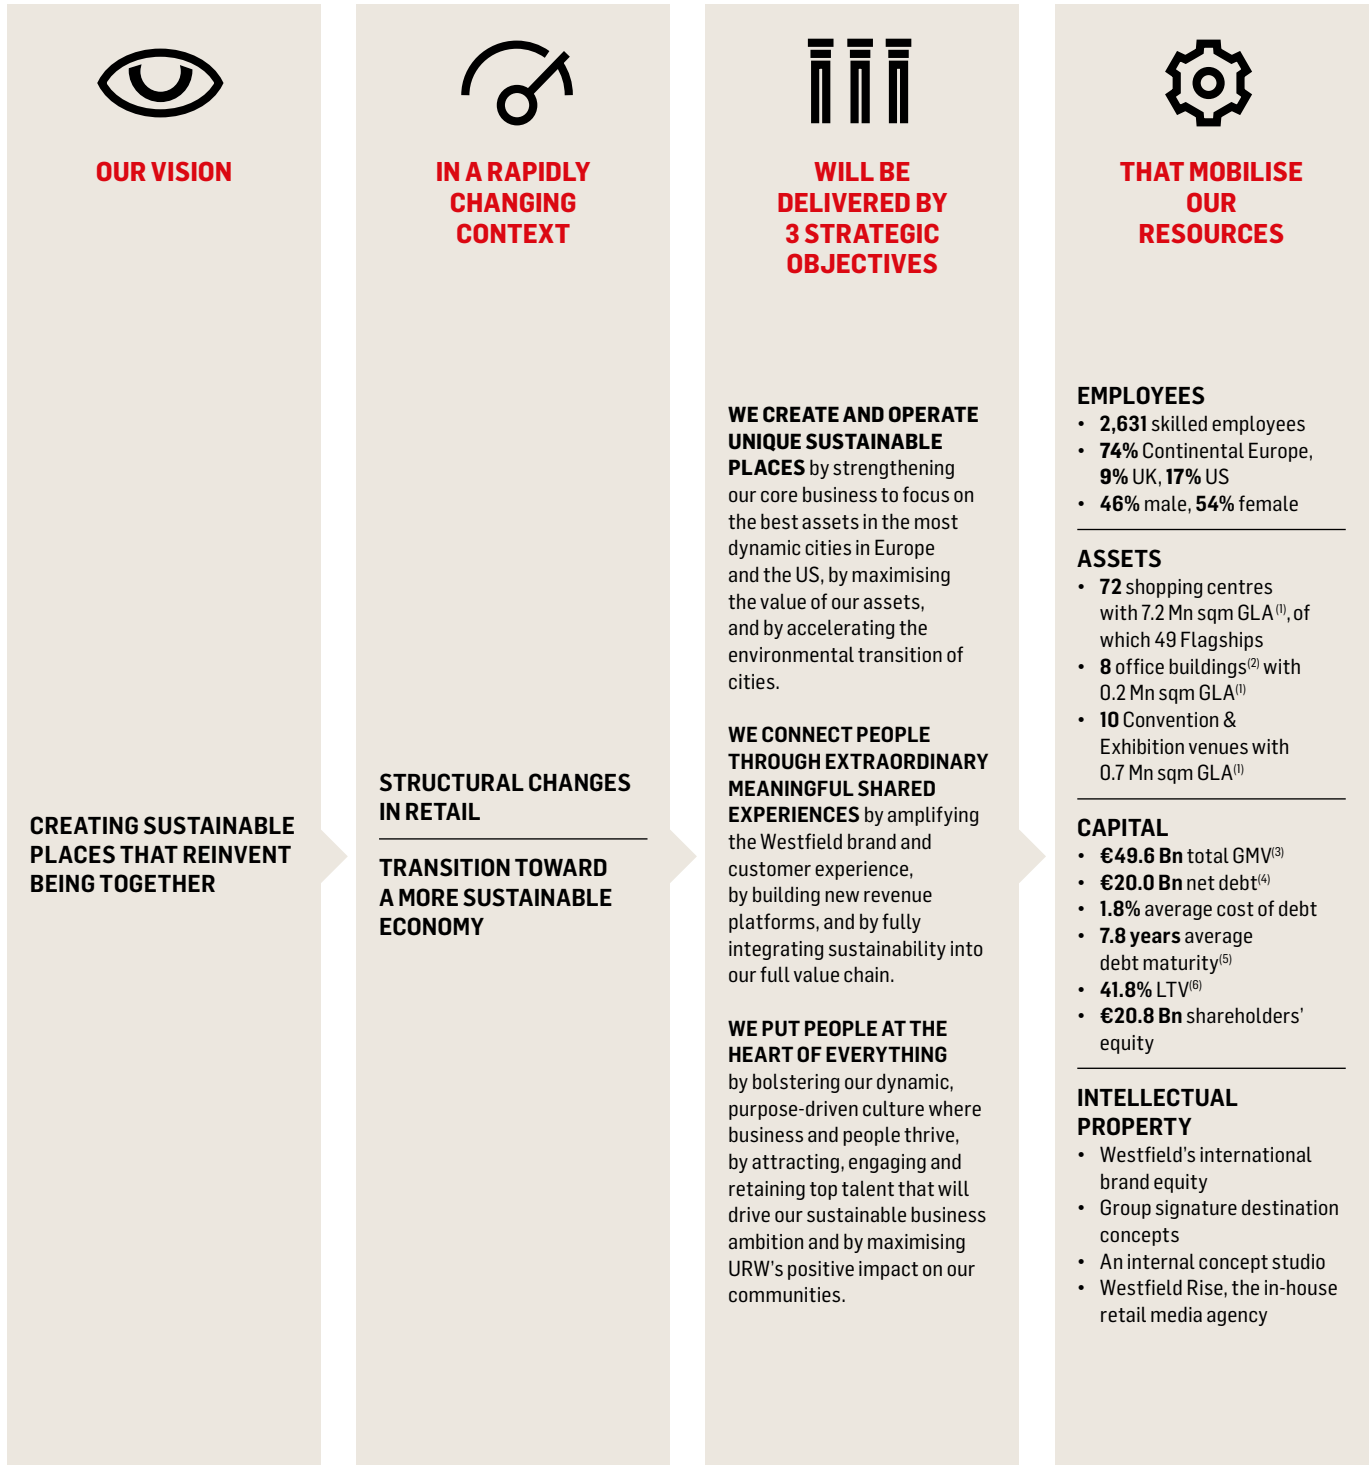 OUR VISION
CREATING SUSTAINABLE
PLACES THAT REINVENT
BEING TOGETHER
IN A RAPIDLY
CHANGING
CONTEXT
STRUCTURAL CHANGES
IN RETAIL
TRANSITION TOWARD
A MORE SUSTAINABLE
ECONOMY
WILL BE
DELIVERED BY
3 STRATEGIC
OBJECTIVES
WE CREATE AND OPERATE
UNIQUE SUSTAINABLE
PLACES by strengthening
our core business to focus on
the best assets in the most
dynamic cities in Europe
and the US, by maximising
the value of our assets,
and by accelerating the
environmental transition of
cities.
WE CONNECT PEOPLE
THROUGH EXTRAORDINARY
MEANINGFUL SHARED
EXPERIENCES by amplifying
the Westfield brand and
customer experience,
by building new revenue
platforms, and by fully
integrating sustainability into
our full value chain.
WE PUT PEOPLE AT THE
HEART OF EVERYTHING
by bolstering our dynamic,
purpose-driven culture where
business and people thrive,
by attracting, engaging and
retaining top talent that will
drive our sustainable business
ambition and by maximising
URW's positive impact on our
communities.
THAT MOBILISE
OUR
RESOURCES
EMPLOYEES
• 2,631 skilled employees
• 74% Continental Europe,
9% UK, 17% US
• 46% male, 54% female
ASSETS
• 72 shopping centres
with 7.2 Mn sqm GLA(1), of
which 49 Flagships
• 8 office buildings(2) with
0.2 Mn sqm GLA(1)
• 10 Convention &
Exhibition venues with
0.7 Mn sqm GLA(1)
CAPITAL
• €49.6 Bn total GMV(3)
• €20.0 Bn net debt(4)
• 1.8% average cost of debt
• 7.8 years average
debt maturity(5)
• 41.8% LTV(6)
• €20.8 Bn shareholders'
equity
INTELLECTUAL
PROPERTY
• Westfield's international
brand equity
• Group signature destination
concepts
• An internal concept studio
• Westfield Rise, the in-house
retail media agency